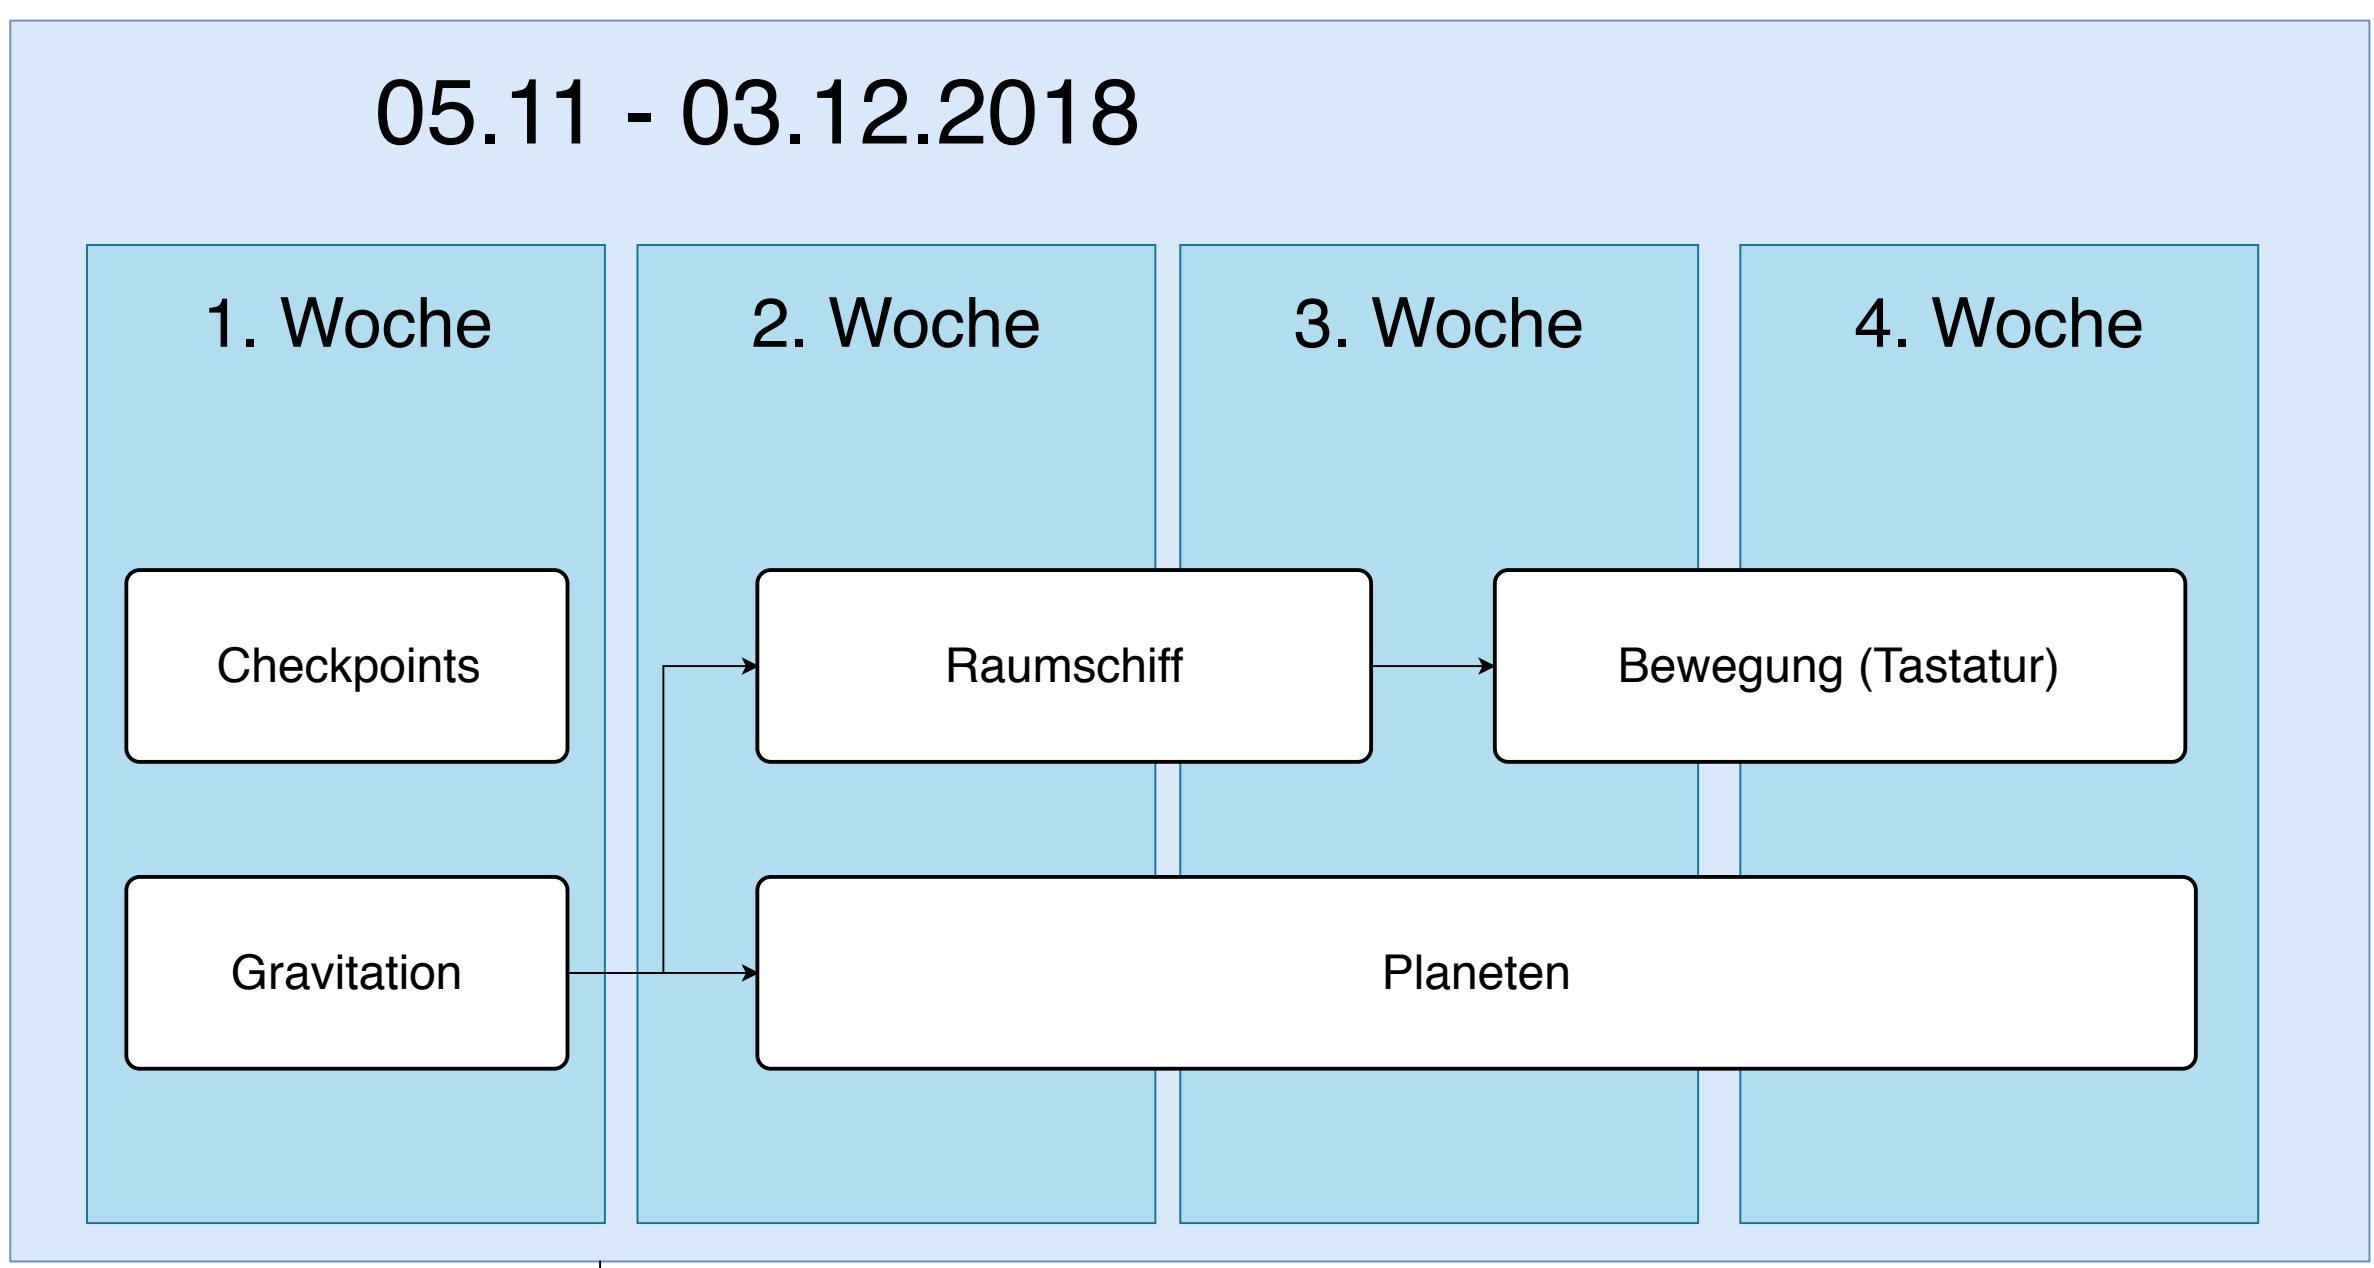 05.11 - 03.12.2018
1. Woche
2. Woche
3. Woche
4. Woche
Checkpoints
Raumschiff
Bewegung (Tastatur)
Gravitation
Planeten